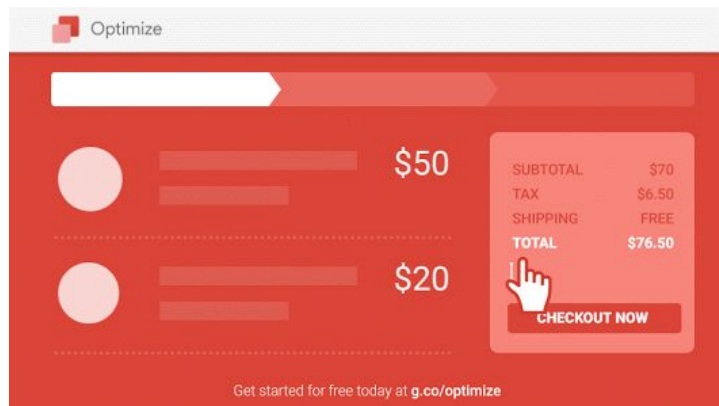 Optimize
$50
SUBTOTAL $70
TAX $6.50
SHIPPING FREE
TOTAL $76.50
$20
CHECKOUT NOW
Get started for free today at g.co/optimize